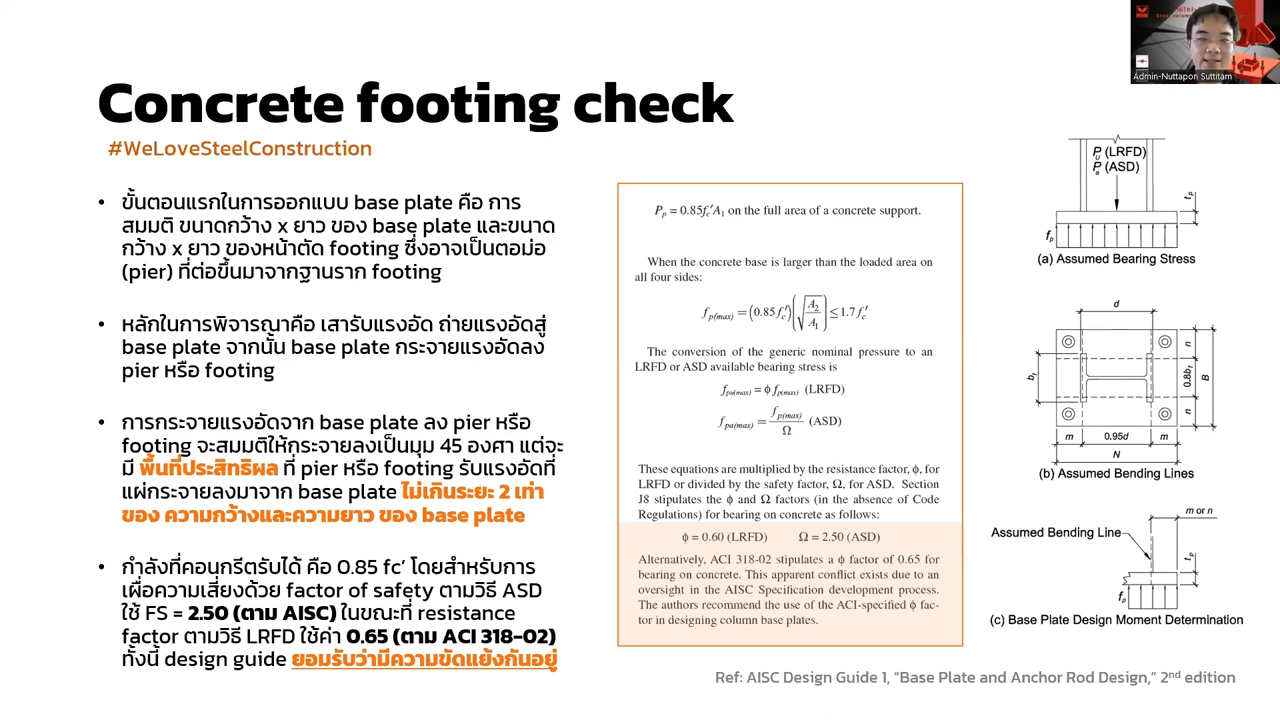 Concrete footing check
#WeLoveSteelConstruction
• ขั้นตอนแรกในการออกแบบ base plate คือ การ
สมมติ ขนาดกว้าง x ยาว ของ base plate และขนาด
กว้าง x ยาว ของหน้าตัด footing ซึ่งอาจเป็นตอม่อ
(pier) ที่ต่อขึ้นมาจากฐานราก footing
• หลักในการพิจารณาคือ เสารับแรงอัด ถ่ายแรงอัดสู่
base plate จากนั้น base plate กระจายแรงอัดลง
pier หรือ footing
• การกระจายแรงอัดจาก base plate ลง pier หรือ
footing จะสมมติให้กระจายลงเป็นมุม 45 องศา แต่จะ
มี พื้นที่ประสิทธิผล ที่ pier หรือ footing รับแรงอัดที่
แผ่กระจายลงมาจาก base plate ไม่เกินระยะ 2 เท่า
ของ ความกว้างและความยาว ของ base plate
• กำลังที่คอนกรีตรับได้ คือ 0.85 fc’ โดยสำหรับการ
เผื่อความเสี่ยงด้วย factor of safety ตามวิธี ASD
ใช้ FS = 2.50 (ตาม AISC) ในขณะที่ resistance
factor ตามวิธี LRFD ใช้ค่า 0.65 (ตาม ACI 318-02)
ทั้งนี้ design guide ยอมรับว่ามีความขัดแย้งกันอยู่
Pp = 0.85fc′A1 on the full area of a concrete support.
When the concrete base is larger than the loaded area on
all four sides:
fp(max) = (0.85 fc′)(√(A2/A1)) ≤ 1.7 fc′
The conversion of the generic nominal pressure to an
LRFD or ASD available bearing stress is
fpu(max) = ϕ fp(max) (LRFD)
fpa(max) = fp(max)/Ω (ASD)
These equations are multiplied by the resistance factor, ϕ, for
LRFD or divided by the safety factor, Ω, for ASD. Section
J8 stipulates the ϕ and Ω factors (in the absence of Code
Regulations) for bearing on concrete as follows:
ϕ = 0.60 (LRFD) Ω = 2.50 (ASD)
Alternatively, ACI 318-02 stipulates a ϕ factor of 0.65 for
bearing on concrete. This apparent conflict exists due to an
oversight in the AISC Specification development process.
The authors recommend the use of the ACI-specified ϕ fac-
tor in designing column base plates.
Admin-Nuttapon Suttitam
Pu (LRFD)
Pa (ASD)
tp
fp
(a) Assumed Bearing Stress
d
bf
n
0.8bf
B
n
m 0.95d m
N
(b) Assumed Bending Lines
m or n
Assumed Bending Line
tp
fp
(c) Base Plate Design Moment Determination
Ref: AISC Design Guide 1, “Base Plate and Anchor Rod Design,” 2nd edition